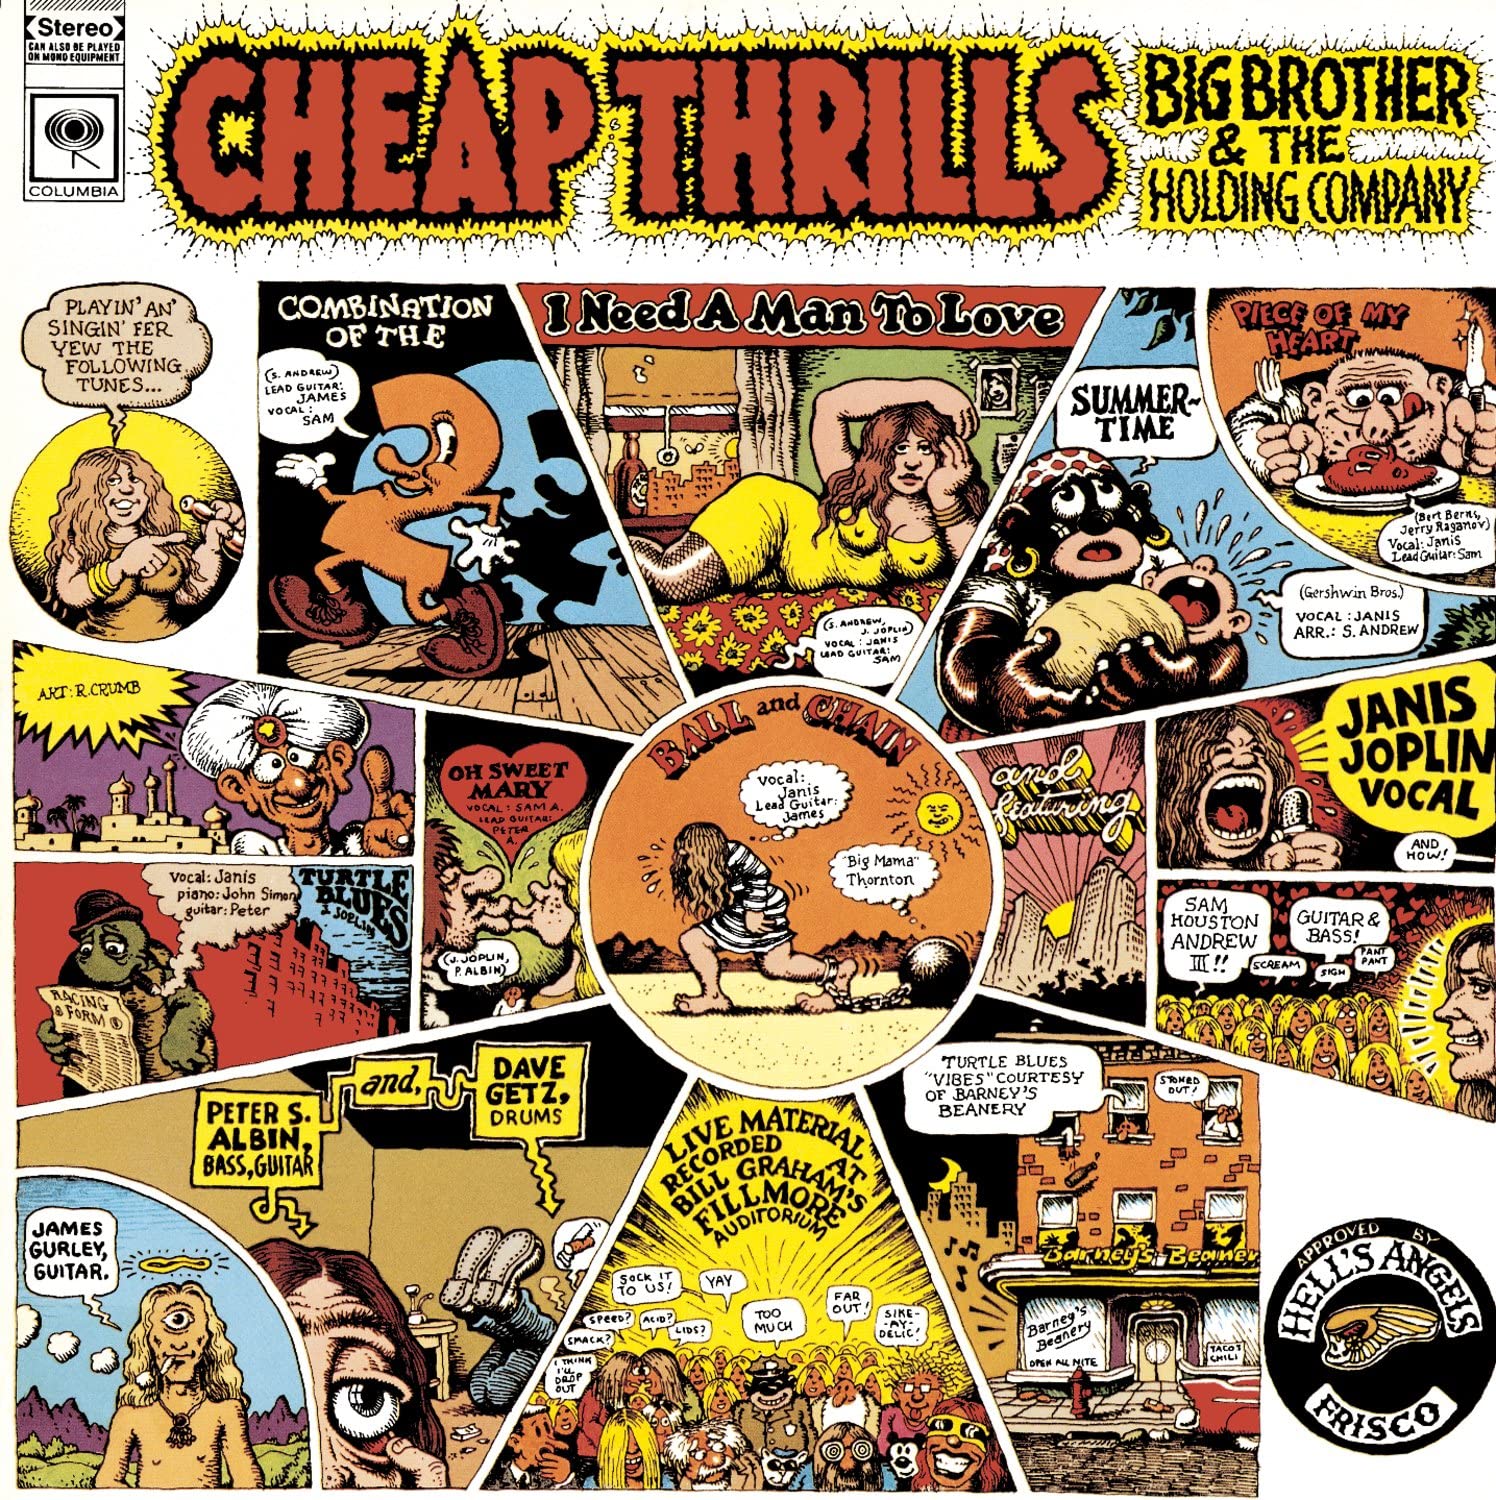 Stereo
CAN ALSO BE PLAYED
ON MONO EQUIPMENT
COLUMBIA
CHEAP THRILLS
BIG BROTHER
& THE
HOLDING COMPANY
PLAYIN' AN'
SINGIN' FER
YEW THE
FOLLOWING
TUNES...
COMBINATION
OF THE
(S. ANDREW)
LEAD GUITAR:
JAMES
VOCAL:
SAM
I Need A Man To Love
(S. ANDREW,
J. JOPLIN)
VOCAL: JANIS
LEAD GUITAR:
SAM
SUMMER-
TIME
(Gershwin Bros.)
VOCAL: JANIS
ARR.: S. ANDREW
PIECE OF MY
HEART
(Bert Berns,
Jerry Raganov)
Vocal: Janis
Lead Guitar: Sam
ART: R. CRUMB
OH SWEET
MARY
VOCAL: SAM A.
LEAD GUITAR:
PETER
A.
(J. JOPLIN,
P. ALBIN)
BALL and CHAIN
vocal:
Janis
Lead Guitar:
James
"Big Mama"
Thornton
and
featuring
JANIS
JOPLIN
VOCAL
AND
HOW!
vocal: Janis
piano: John Simon
guitar: Peter
TURTLE
BLUES
J. JOPLIN
RACING
FORM
SAM
HOUSTON
ANDREW
III!!
GUITAR &
BASS!
SCREAM
SIGH
PANT
PANT
PETER S.
ALBIN,
BASS, GUITAR
and,
DAVE
GETZ,
DRUMS
JAMES
GURLEY,
GUITAR.
LIVE MATERIAL
RECORDED AT
BILL GRAHAM'S
FILLMORE
AUDITORIUM
SOCK IT
TO US!
YAY
SPEED?
ACID?
LIDS?
SMACK?
TOO
MUCH
FAR
OUT!
SIKE-
AY-
DELIC!
I THINK
I'LL
DROP
OUT
TURTLE BLUES
"VIBES" COURTESY
OF BARNEY'S
BEANERY
STONED
OUT!
Barney's Beanery
Barney's
Beanery
OPEN ALL NITE
TACOS
CHILI
APPROVED BY
HELL'S ANGELS
FRISCO